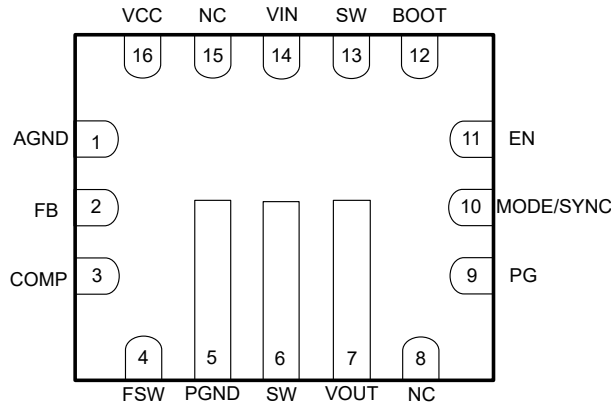 VCC NC VIN SW BOOT
16 15 14 13 12
AGND 1 11 EN
FB 2 10 MODE/SYNC
COMP 3 9 PG
4 5 6 7 8
FSW PGND SW VOUT NC